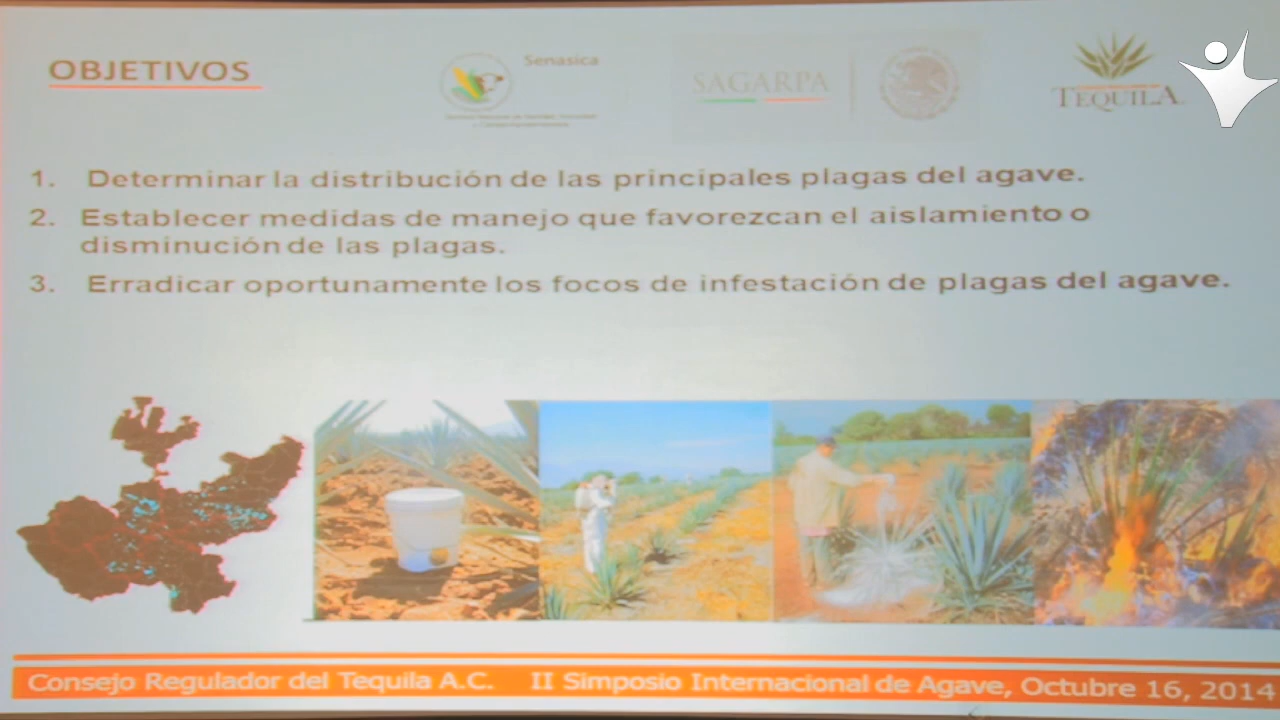 OBJETIVOS
Senasica
SAGARPA
TEQUILA
1. Determinar la distribución de las principales plagas del agave.
2. Establecer medidas de manejo que favorezcan el aislamiento o
disminución de las plagas.
3. Erradicar oportunamente los focos de infestación de plagas del agave.
Consejo Regulador del Tequila A.C. II Simposio Internacional de Agave, Octubre 16, 2014